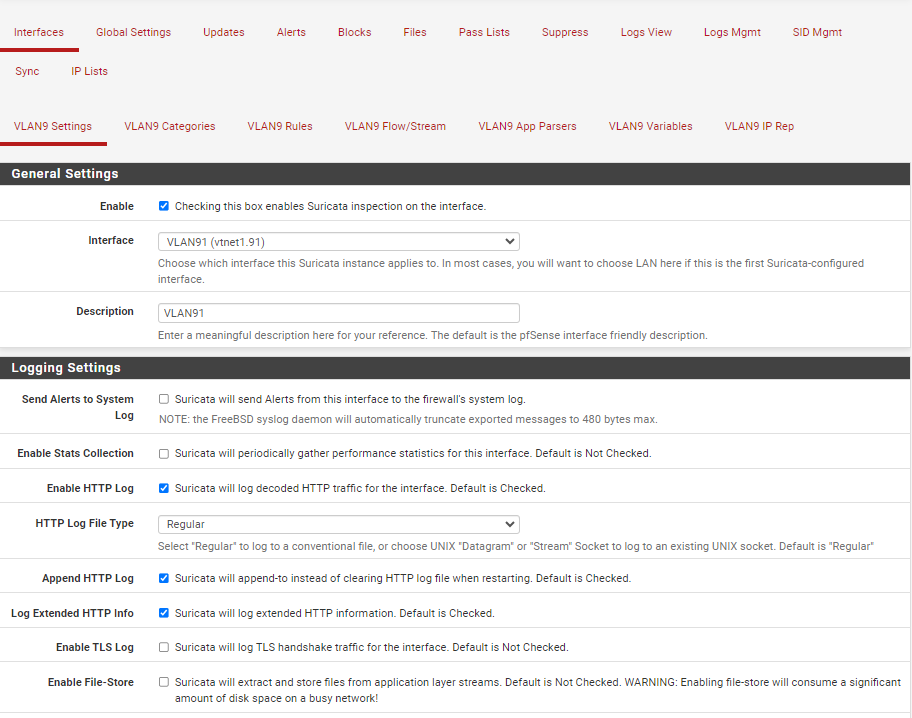 Interfaces Global Settings Updates Alerts Blocks Files Pass Lists Suppress Logs View Logs Mgmt SID Mgmt
Sync IP Lists
VLAN9 Settings VLAN9 Categories VLAN9 Rules VLAN9 Flow/Stream VLAN9 App Parsers VLAN9 Variables VLAN9 IP Rep
General Settings
Enable Checking this box enables Suricata inspection on the interface.
Interface VLAN91 (vtnet1.91)
Choose which interface this Suricata instance applies to. In most cases, you will want to choose LAN here if this is the first Suricata-configured
interface.
Description VLAN91
Enter a meaningful description here for your reference. The default is the pfSense interface friendly description.
Logging Settings
Send Alerts to System Suricata will send Alerts from this interface to the firewall's system log.
Log NOTE: the FreeBSD syslog daemon will automatically truncate exported messages to 480 bytes max.
Enable Stats Collection Suricata will periodically gather performance statistics for this interface. Default is Not Checked.
Enable HTTP Log Suricata will log decoded HTTP traffic for the interface. Default is Checked.
HTTP Log File Type Regular
Select "Regular" to log to a conventional file, or choose UNIX "Datagram" or "Stream" Socket to log to an existing UNIX socket. Default is "Regular"
Append HTTP Log Suricata will append-to instead of clearing HTTP log file when restarting. Default is Checked.
Log Extended HTTP Info Suricata will log extended HTTP information. Default is Checked.
Enable TLS Log Suricata will log TLS handshake traffic for the interface. Default is Not Checked.
Enable File-Store Suricata will extract and store files from application layer streams. Default is Not Checked. WARNING: Enabling file-store will consume a significant
amount of disk space on a busy network!